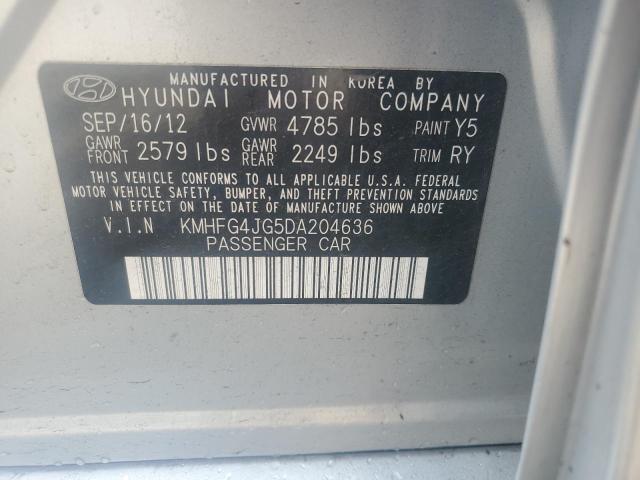 MANUFACTURED IN KOREA BY
HYUNDAI MOTOR COMPANY
SEP/16/12 GVWR 4785 lbs PAINT Y5
GAWR FRONT 2579 lbs GAWR REAR 2249 lbs TRIM RY
THIS VEHICLE CONFORMS TO ALL APPLICABLE U.S.A. FEDERAL
MOTOR VEHICLE SAFETY, BUMPER, AND THEFT PREVENTION STANDARDS
IN EFFECT ON THE DATE OF MANUFACTURE SHOWN ABOVE
V.I.N KMHFG4JG5DA204636
PASSENGER CAR